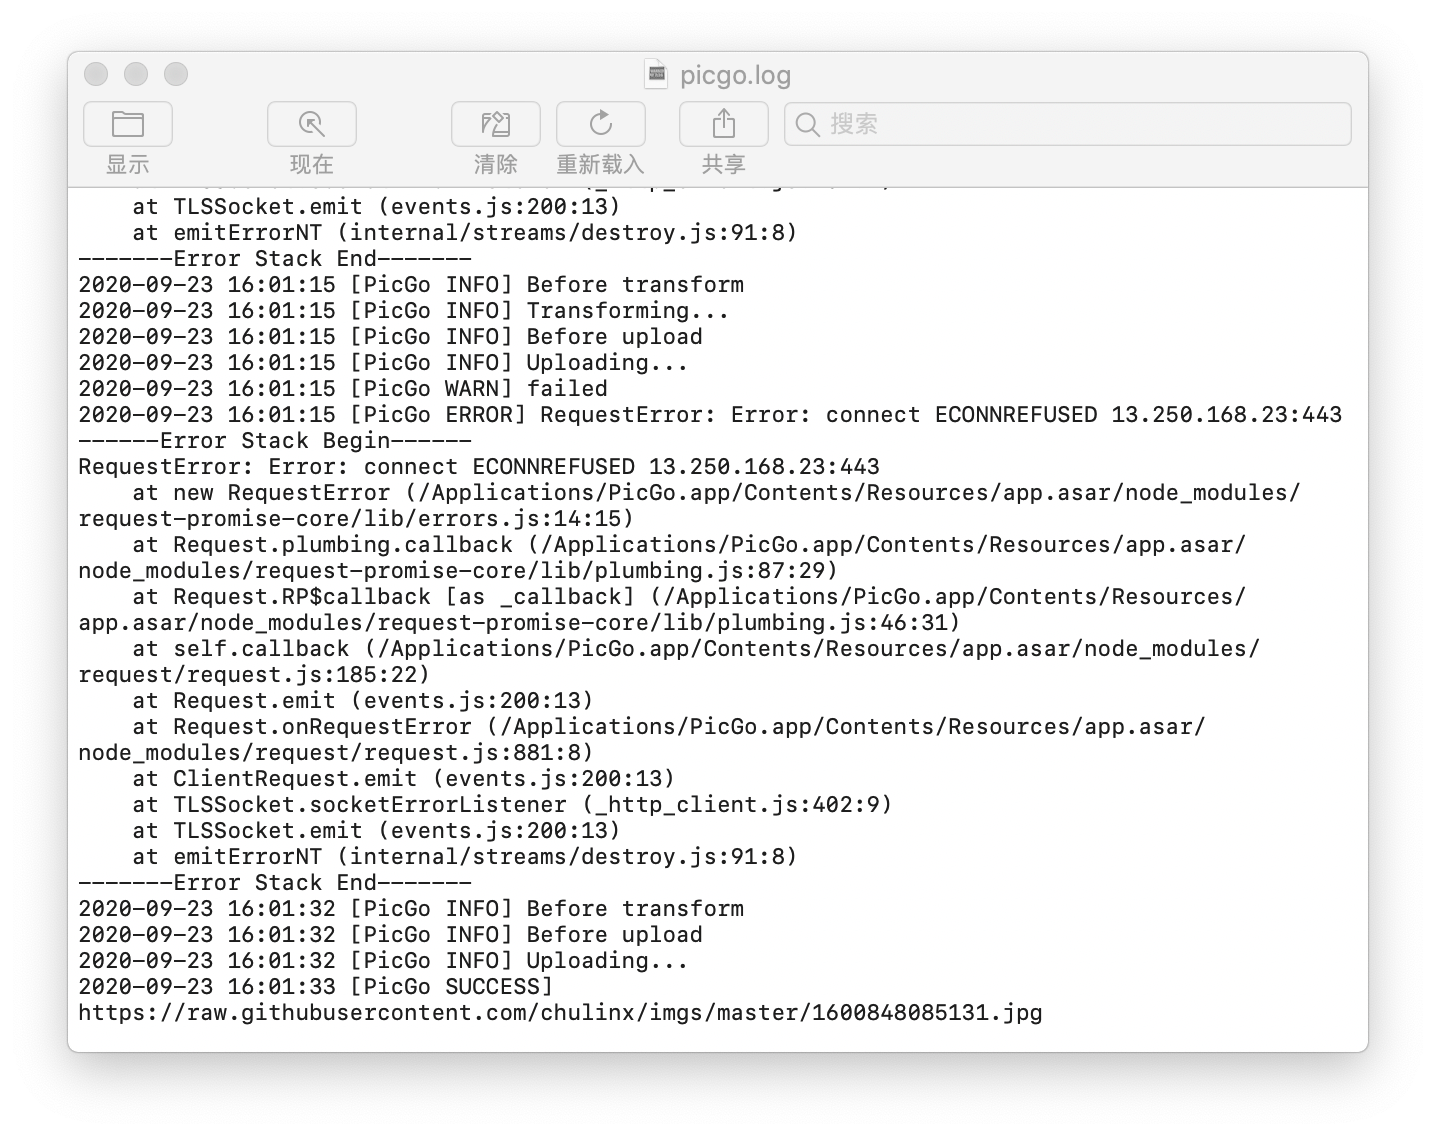 picgo.log
显示
现在
清除
重新载入
共享
搜索
at TLSSocket.emit (events.js:200:13)
at emitErrorNT (internal/streams/destroy.js:91:8)
-------Error Stack End-------
2020-09-23 16:01:15 [PicGo INFO] Before transform
2020-09-23 16:01:15 [PicGo INFO] Transforming...
2020-09-23 16:01:15 [PicGo INFO] Before upload
2020-09-23 16:01:15 [PicGo INFO] Uploading...
2020-09-23 16:01:15 [PicGo WARN] failed
2020-09-23 16:01:15 [PicGo ERROR] RequestError: Error: connect ECONNREFUSED 13.250.168.23:443
------Error Stack Begin------
RequestError: Error: connect ECONNREFUSED 13.250.168.23:443
at new RequestError (/Applications/PicGo.app/Contents/Resources/app.asar/node_modules/
request-promise-core/lib/errors.js:14:15)
at Request.plumbing.callback (/Applications/PicGo.app/Contents/Resources/app.asar/
node_modules/request-promise-core/lib/plumbing.js:87:29)
at Request.RP$callback [as _callback] (/Applications/PicGo.app/Contents/Resources/
app.asar/node_modules/request-promise-core/lib/plumbing.js:46:31)
at self.callback (/Applications/PicGo.app/Contents/Resources/app.asar/node_modules/
request/request.js:185:22)
at Request.emit (events.js:200:13)
at Request.onRequestError (/Applications/PicGo.app/Contents/Resources/app.asar/
node_modules/request/request.js:881:8)
at ClientRequest.emit (events.js:200:13)
at TLSSocket.socketErrorListener (_http_client.js:402:9)
at TLSSocket.emit (events.js:200:13)
at emitErrorNT (internal/streams/destroy.js:91:8)
-------Error Stack End-------
2020-09-23 16:01:32 [PicGo INFO] Before transform
2020-09-23 16:01:32 [PicGo INFO] Before upload
2020-09-23 16:01:32 [PicGo INFO] Uploading...
2020-09-23 16:01:33 [PicGo SUCCESS]
https://raw.githubusercontent.com/chulinx/imgs/master/1600848085131.jpg